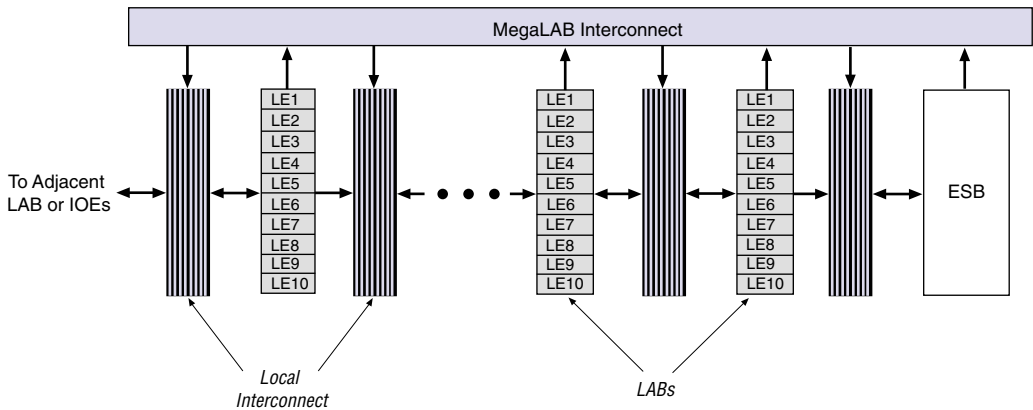 MegaLAB Interconnect
LE1
LE2
LE3
LE4
LE5
LE6
LE7
LE8
LE9
LE10
LE1
LE2
LE3
LE4
LE5
LE6
LE7
LE8
LE9
LE10
LE1
LE2
LE3
LE4
LE5
LE6
LE7
LE8
LE9
LE10
To Adjacent
LAB or IOEs
ESB
Local
Interconnect
LABs